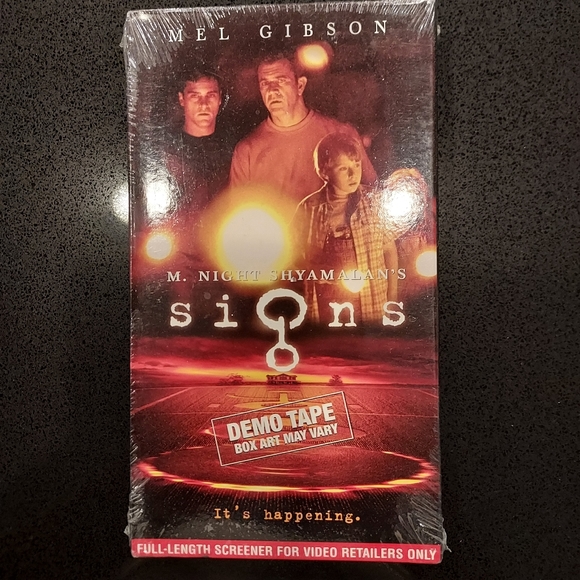 MEL GIBSON
M. NIGHT SHYAMALAN'S
signs
DEMO TAPE
BOX ART MAY VARY
It's happening.
FULL-LENGTH SCREENER FOR VIDEO RETAILERS ONLY